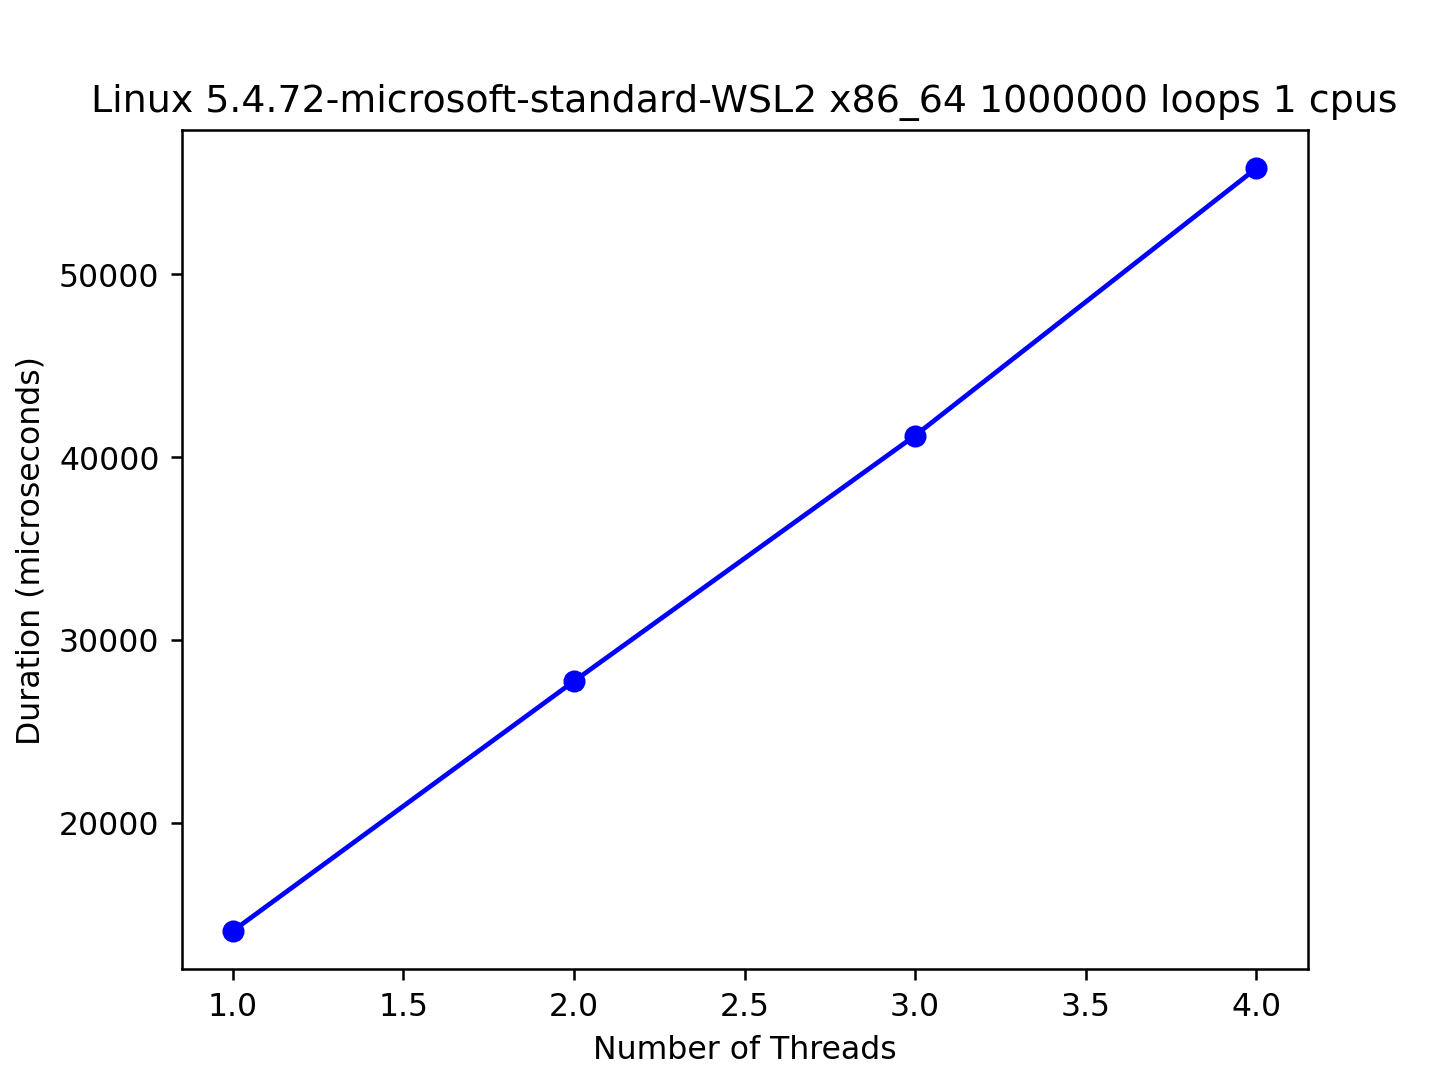 Linux 5.4.72-microsoft-standard-WSL2 x86_64 1000000 loops 1 cpus
Duration (microseconds)
50000
40000
30000
20000
1.0 1.5 2.0 2.5 3.0 3.5 4.0
Number of Threads